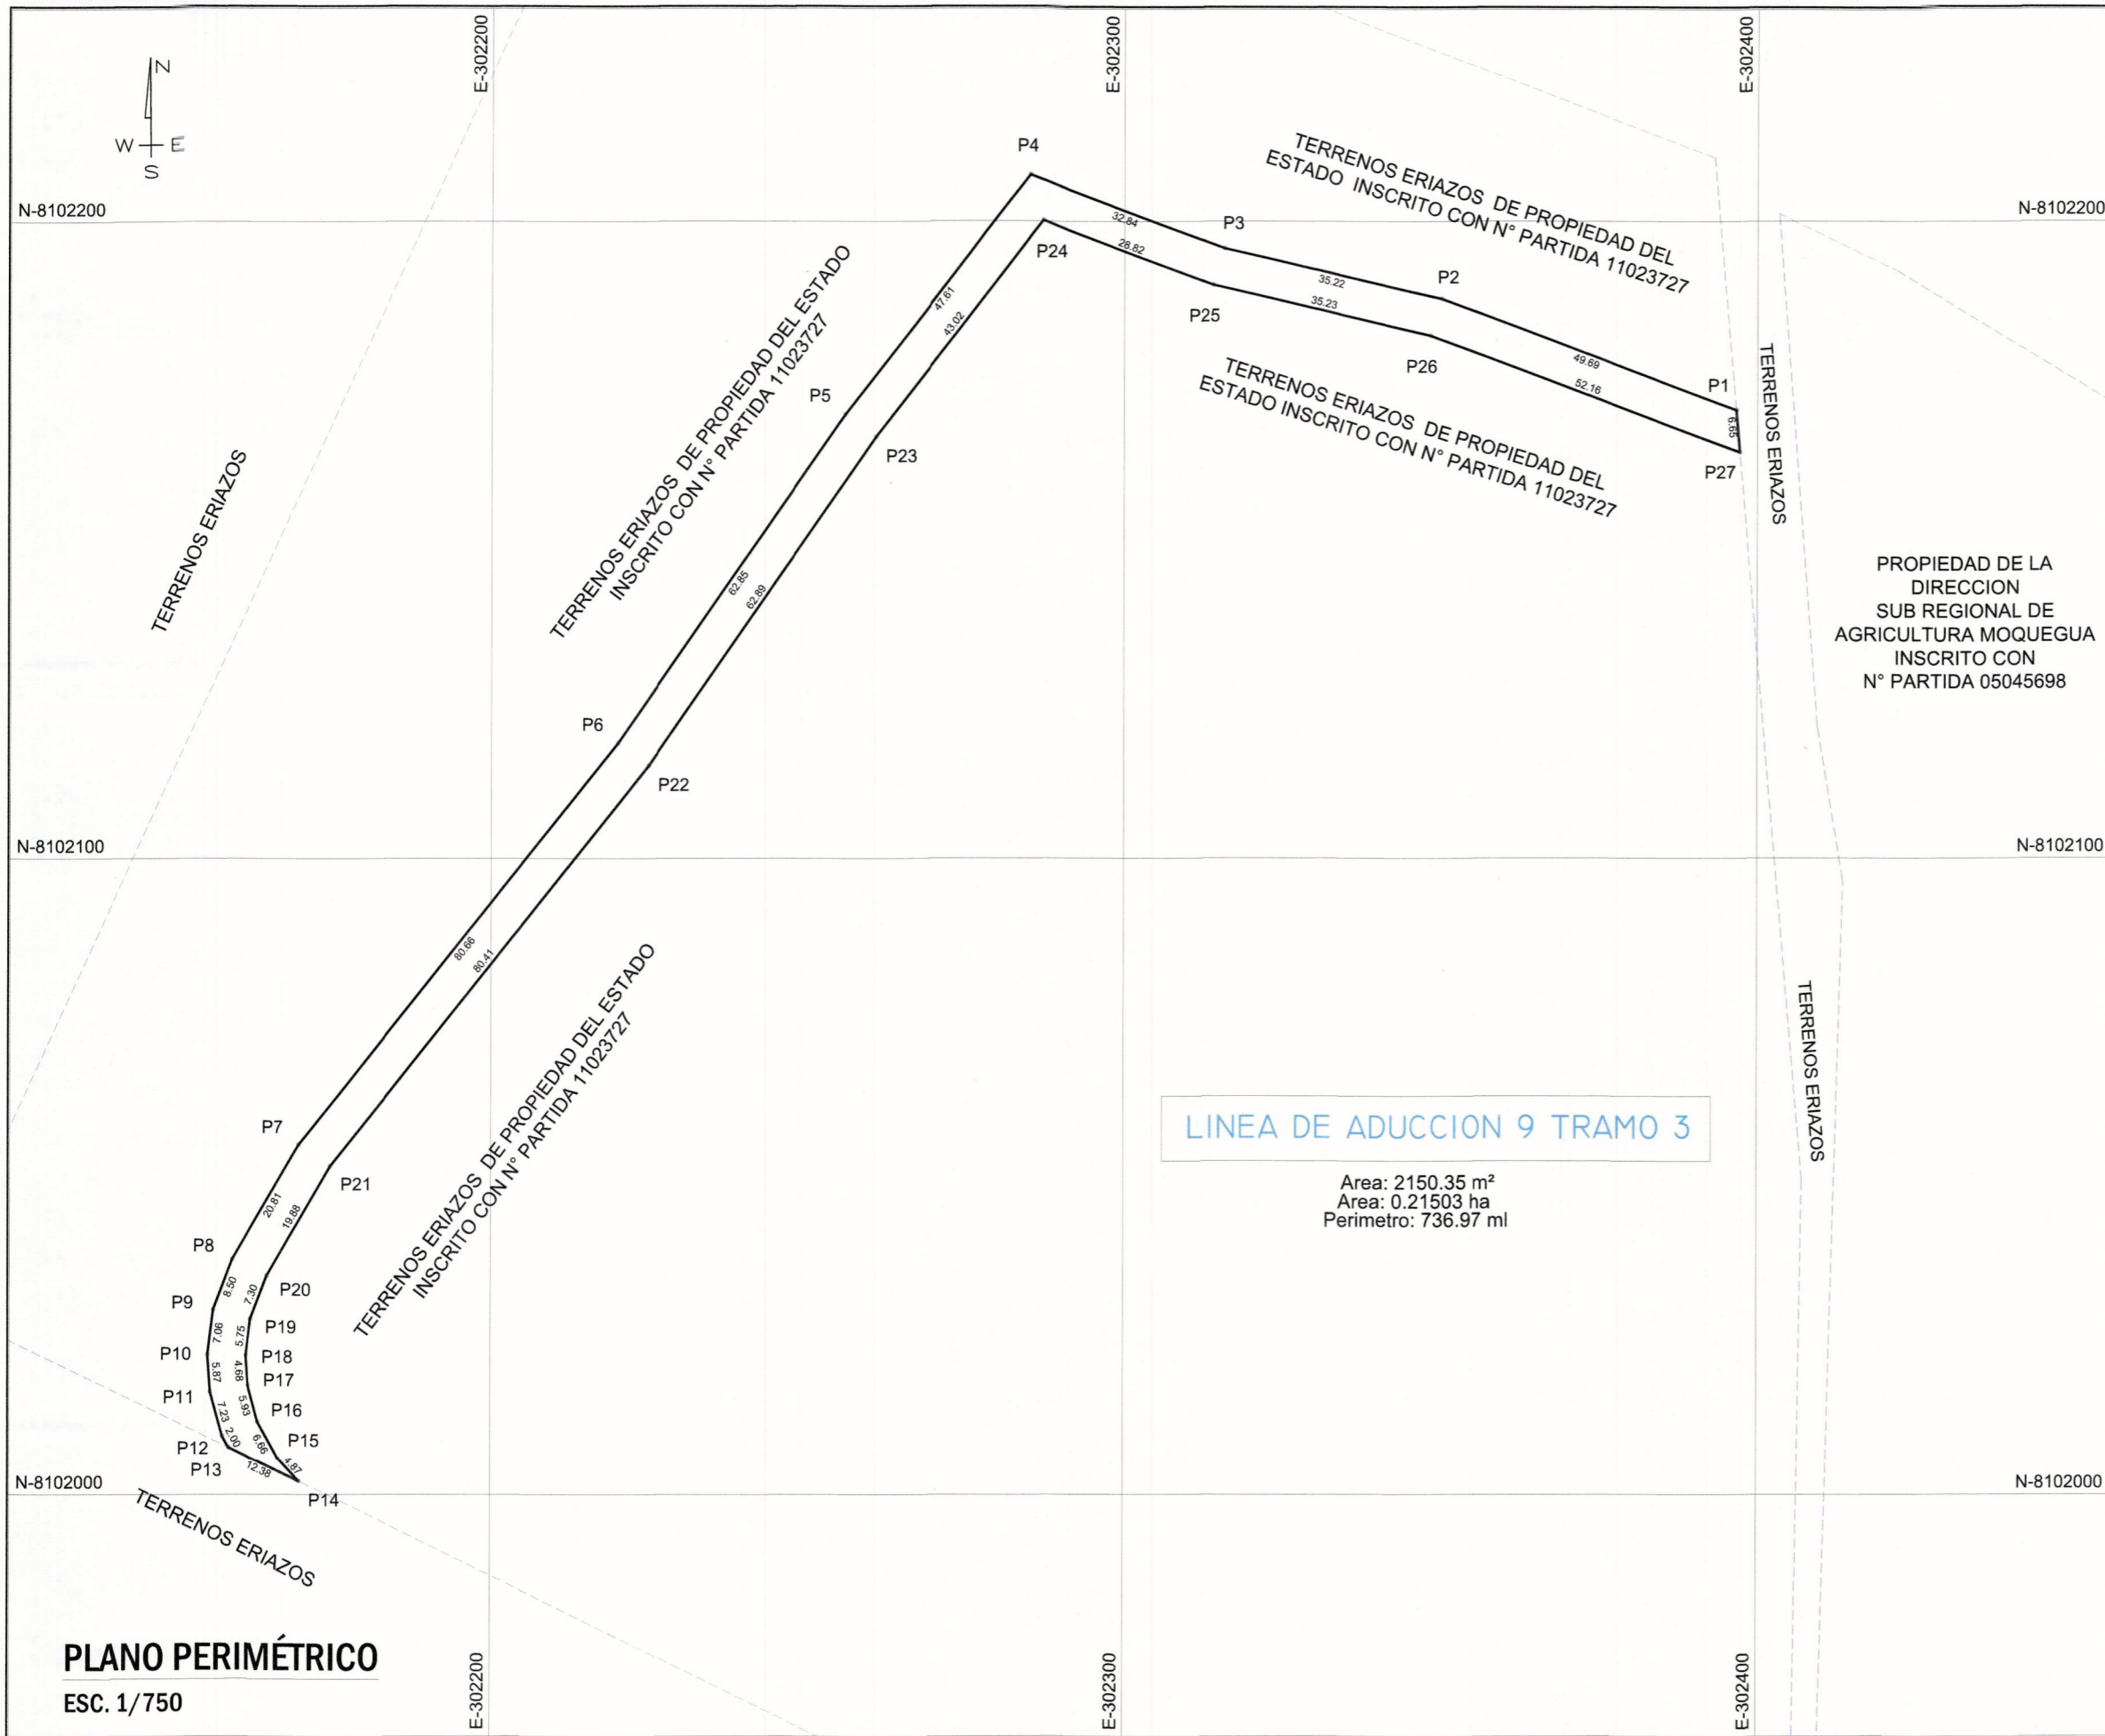 E-302200
E-302300
E-302400
N
W
E
S
N-8102200
N-8102200
P4
P3
P2
P1
P24
P25
P26
P27
32.84
28.82
35.22
35.23
49.69
52.16
6.65
TERRENOS ERIAZOS DE PROPIEDAD DEL
ESTADO INSCRITO CON N° PARTIDA 11023727
TERRENOS ERIAZOS DE PROPIEDAD DEL
ESTADO INSCRITO CON N° PARTIDA 11023727
TERRENOS ERIAZOS
47.61
43.02
P5
P23
TERRENOS ERIAZOS DE PROPIEDAD DEL ESTADO
INSCRITO CON N° PARTIDA 11023727
TERRENOS ERIAZOS
62.85
62.89
PROPIEDAD DE LA
DIRECCION
SUB REGIONAL DE
AGRICULTURA MOQUEGUA
INSCRITO CON
N° PARTIDA 05045698
P6
P22
N-8102100
N-8102100
80.66
80.41
TERRENOS ERIAZOS DE PROPIEDAD DEL ESTADO
INSCRITO CON N° PARTIDA 11023727
TERRENOS ERIAZOS
LINEA DE ADUCCION 9 TRAMO 3
Area: 2150.35 m²
Area: 0.21503 ha
Perimetro: 736.97 ml
P7
P21
20.81
19.88
P8
P20
8.50
7.30
P9
P19
7.06
5.75
P10
P18
5.87
4.68
P17
P11
7.23
5.93
P16
P12
2.00
6.66
P15
P13
12.38
4.87
P14
N-8102000
N-8102000
TERRENOS ERIAZOS
PLANO PERIMÉTRICO
ESC. 1/750
E-302200
E-302300
E-302400